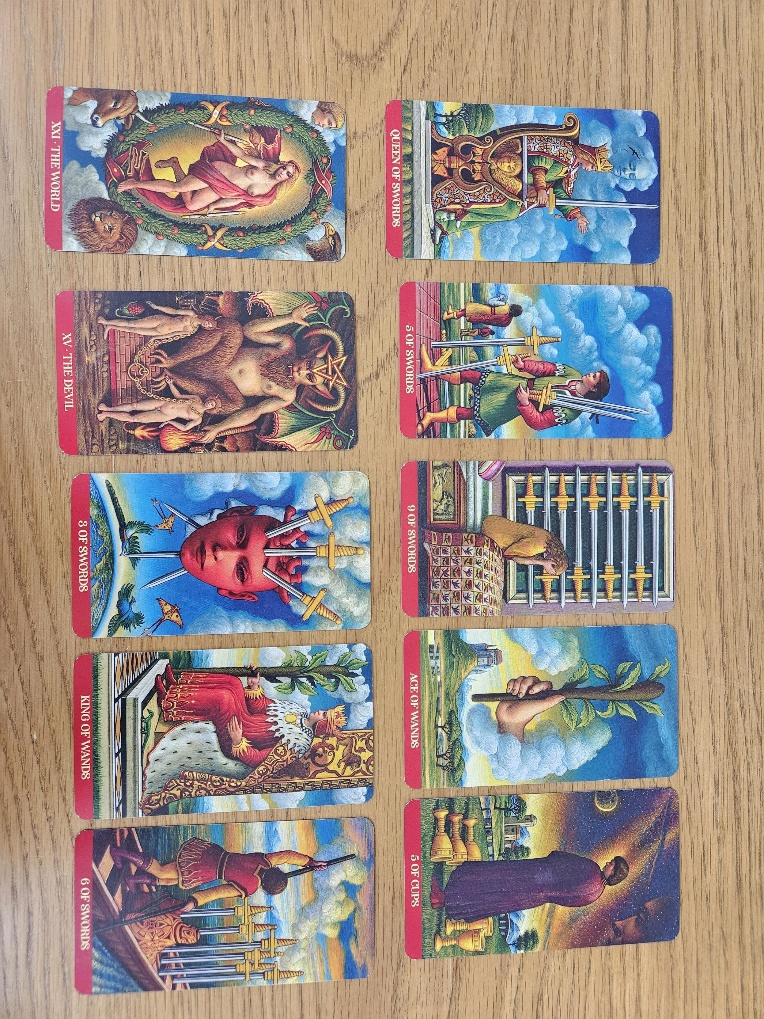 QUEEN OF SWORDS
5 OF SWORDS
9 OF SWORDS
ACE OF WANDS
5 OF CUPS
XXI · THE WORLD
XV · THE DEVIL
3 OF SWORDS
KING OF WANDS
6 OF SWORDS